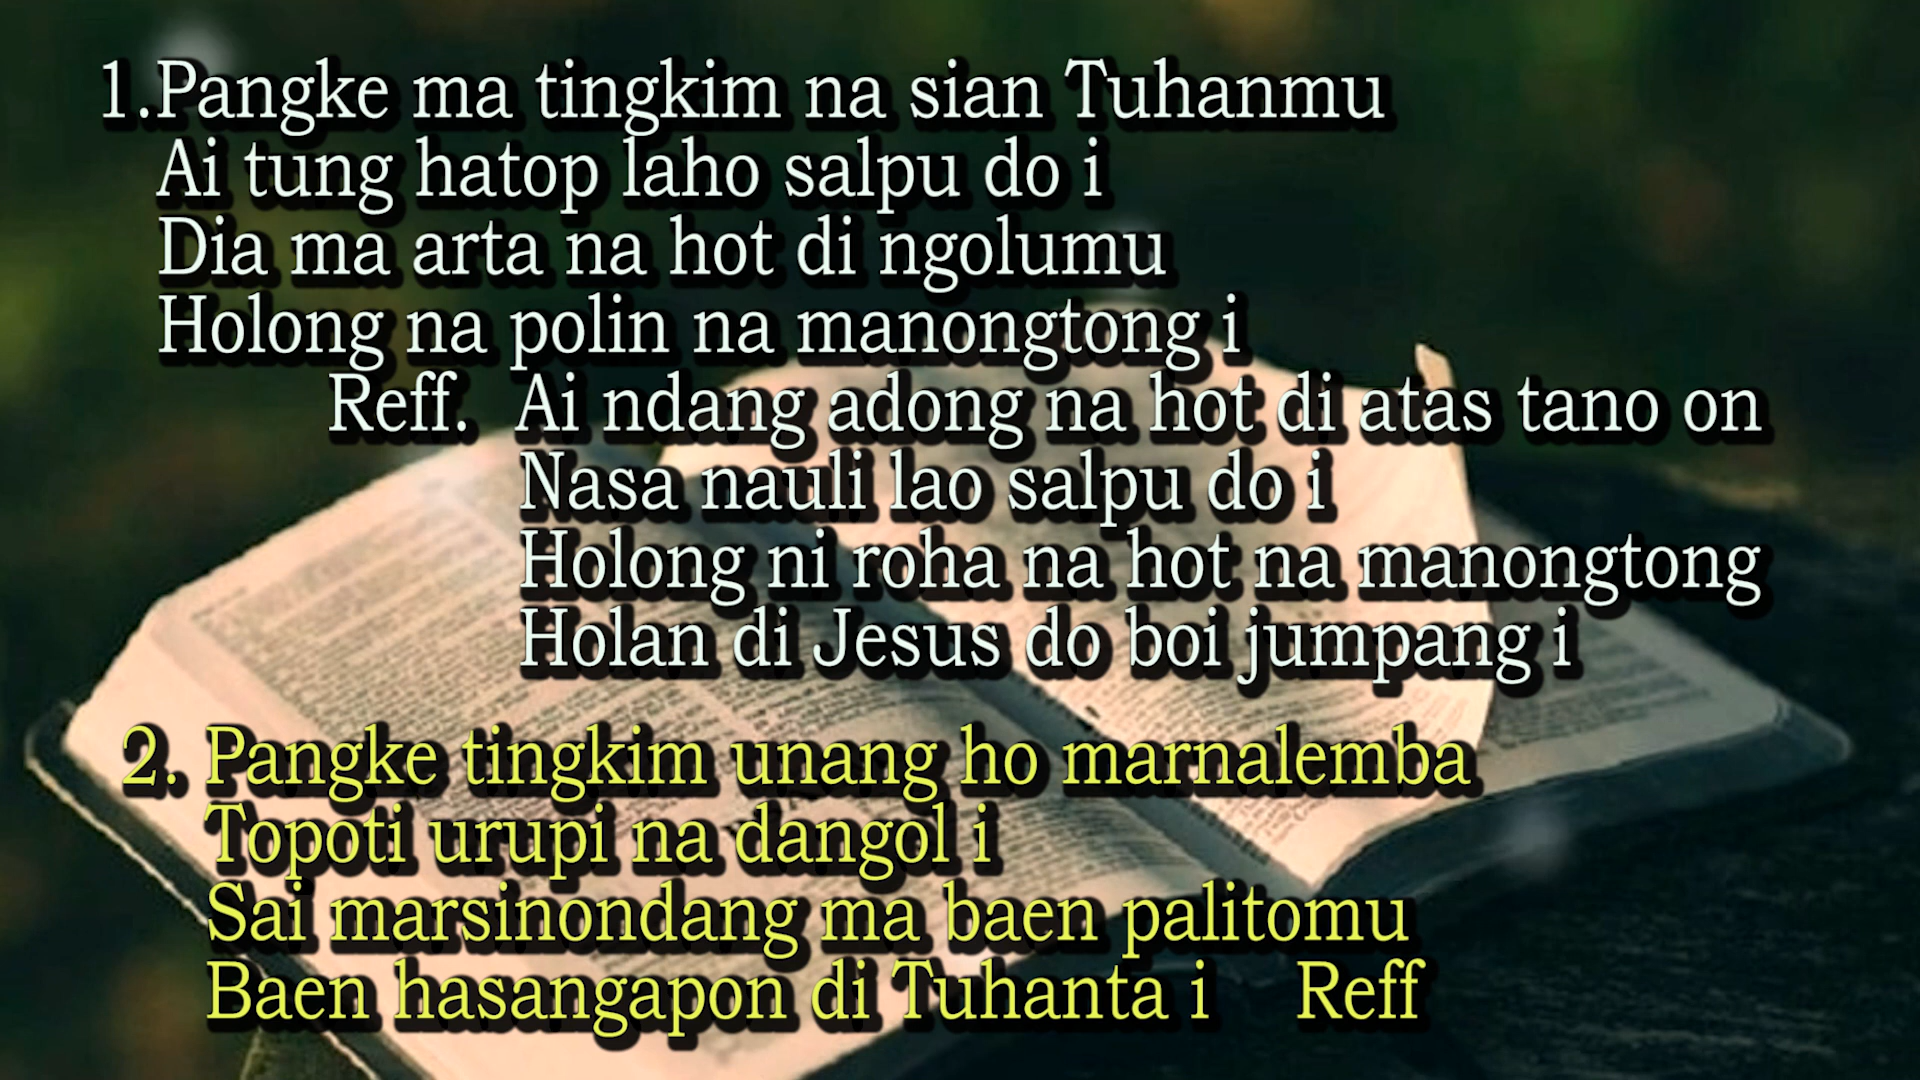 1.Pangke ma tingkim na sian Tuhanmu
Ai tung hatop laho salpu do i
Dia ma arta na hot di ngolumu
Holong na polin na manongtong i
Reff. Ai ndang adong na hot di atas tano on
Nasa nauli lao salpu do i
Holong ni roha na hot na manongtong
Holan di Jesus do boi jumpang i
2. Pangke tingkim unang ho marnalemba
Topoti urupi na dangol i
Sai marsinondang ma baen palitomu
Baen hasangapon di Tuhanta i Reff